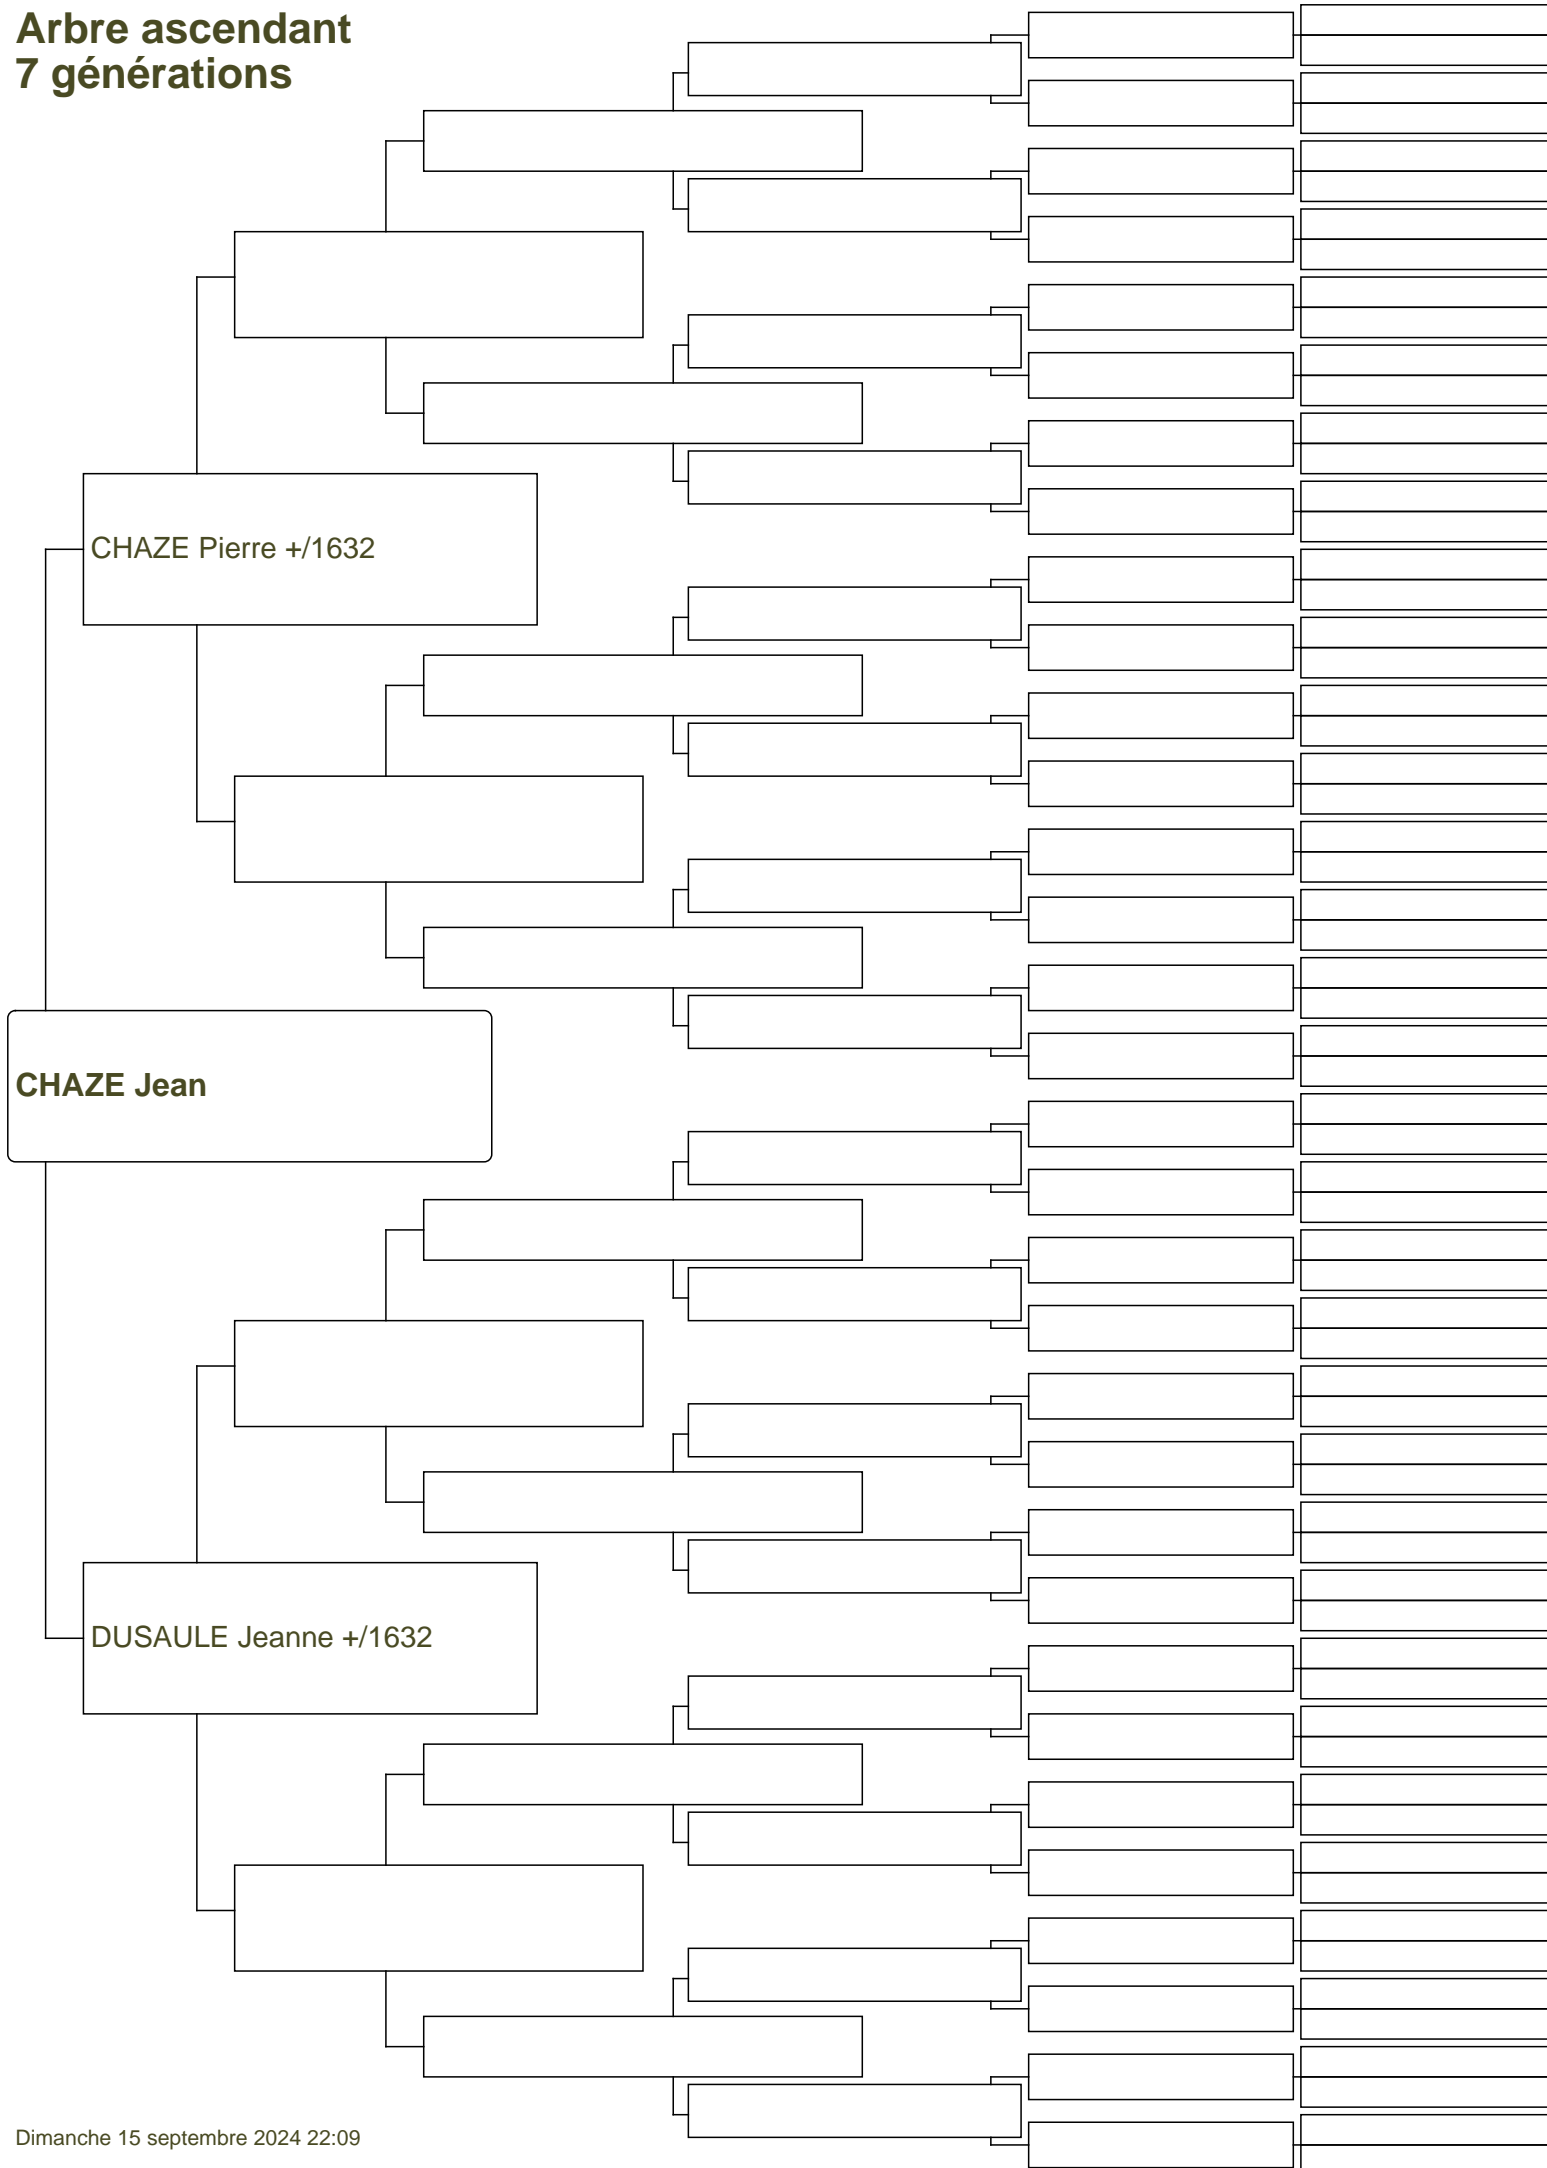 Arbre ascendant
7 générations
CHAZE Pierre +/1632
CHAZE Jean
DUSAULE Jeanne +/1632
Dimanche 15 septembre 2024 22:09